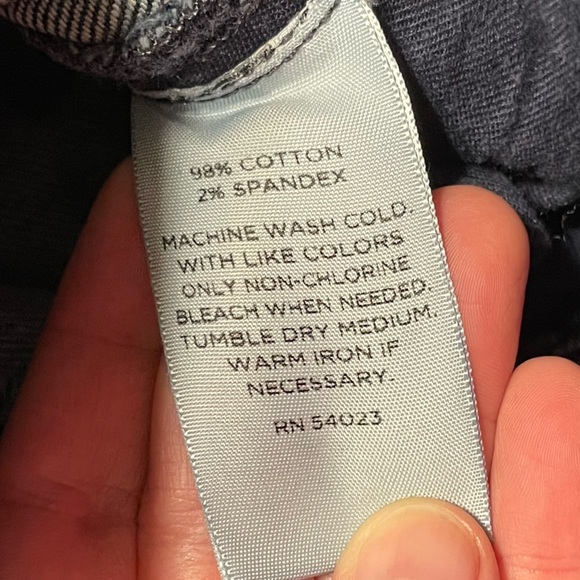 98% COTTON
2% SPANDEX
MACHINE WASH COLD.
WITH LIKE COLORS
ONLY NON-CHLORINE
BLEACH WHEN NEEDED.
TUMBLE DRY MEDIUM.
WARM IRON IF
NECESSARY.
RN 54023